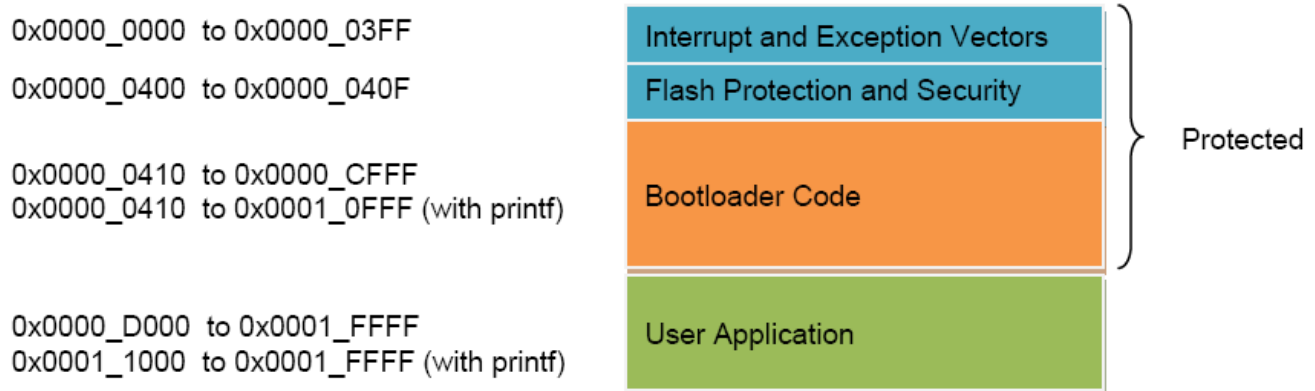 0x0000_0000 to 0x0000_03FF
Interrupt and Exception Vectors
0x0000_0400 to 0x0000_040F
Flash Protection and Security
Protected
0x0000_0410 to 0x0000_CFFF
0x0000_0410 to 0x0001_0FFF (with printf)
Bootloader Code
0x0000_D000 to 0x0001_FFFF
0x0001_1000 to 0x0001_FFFF (with printf)
User Application